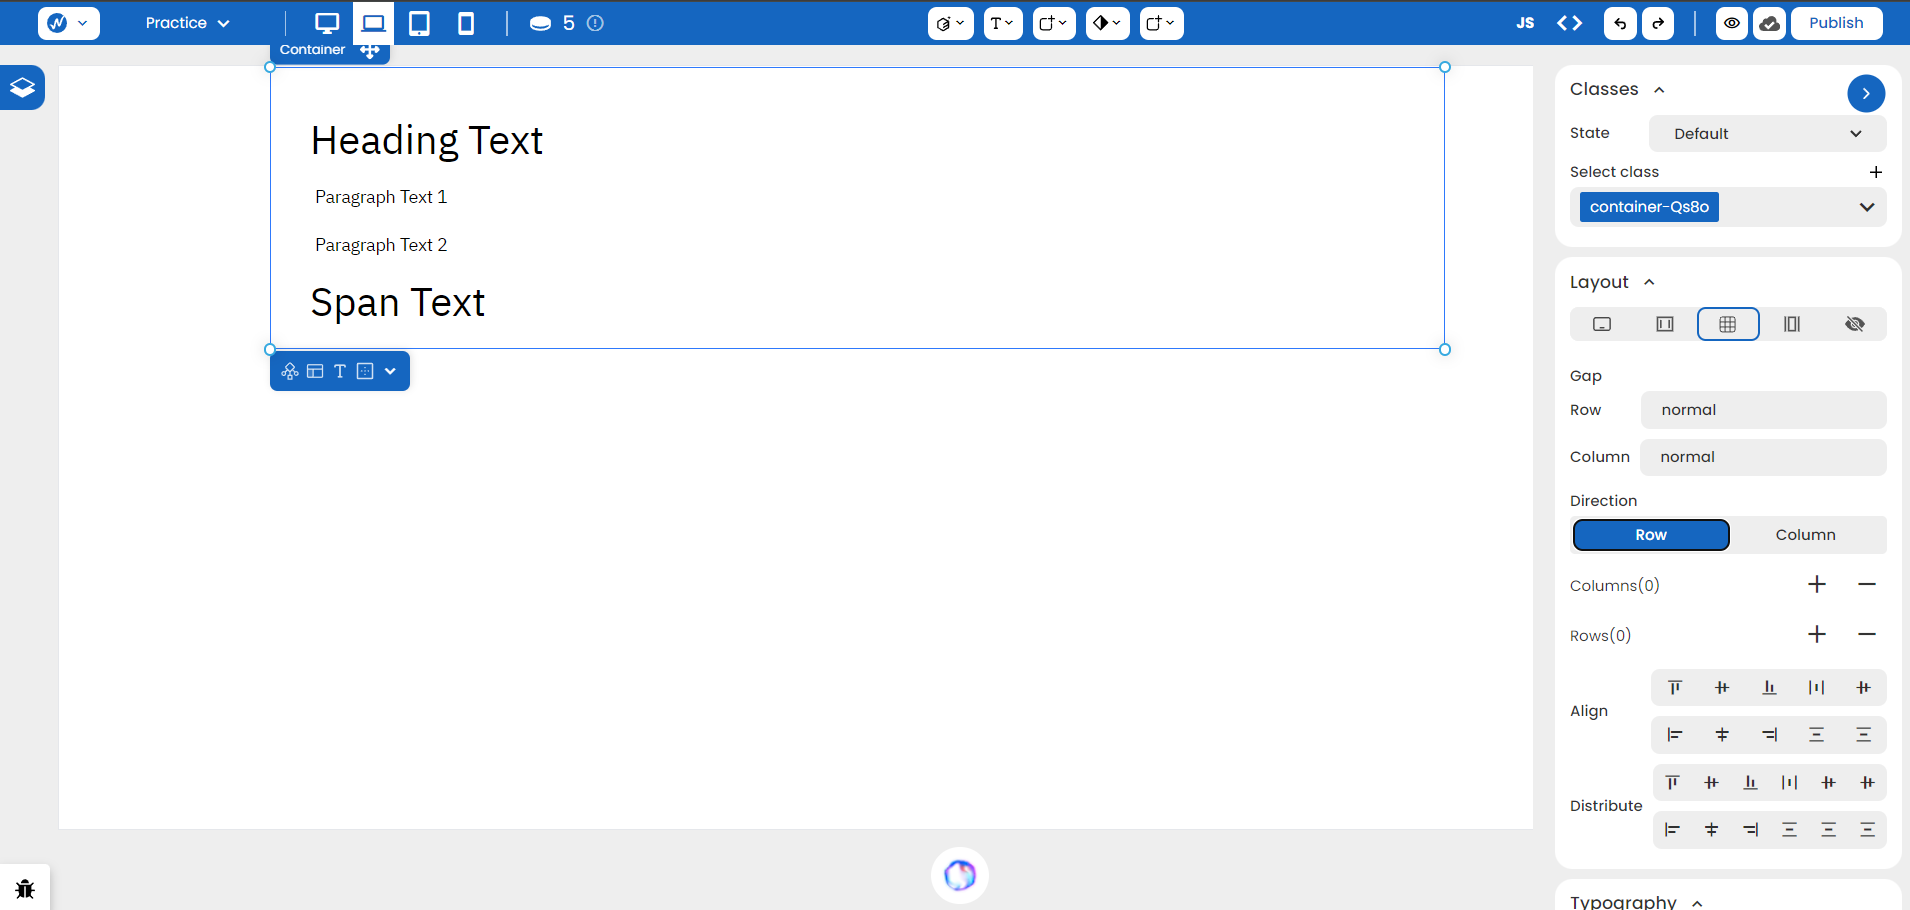 Practice
5
T
JS
Publish
Container
Heading Text
Paragraph Text 1
Paragraph Text 2
Span Text
T
Classes
State
Default
Select class
container-Qs8o
Layout
Gap
Row
normal
Column
normal
Direction
Row
Column
Columns(0)
Rows(0)
Align
Distribute
Typography